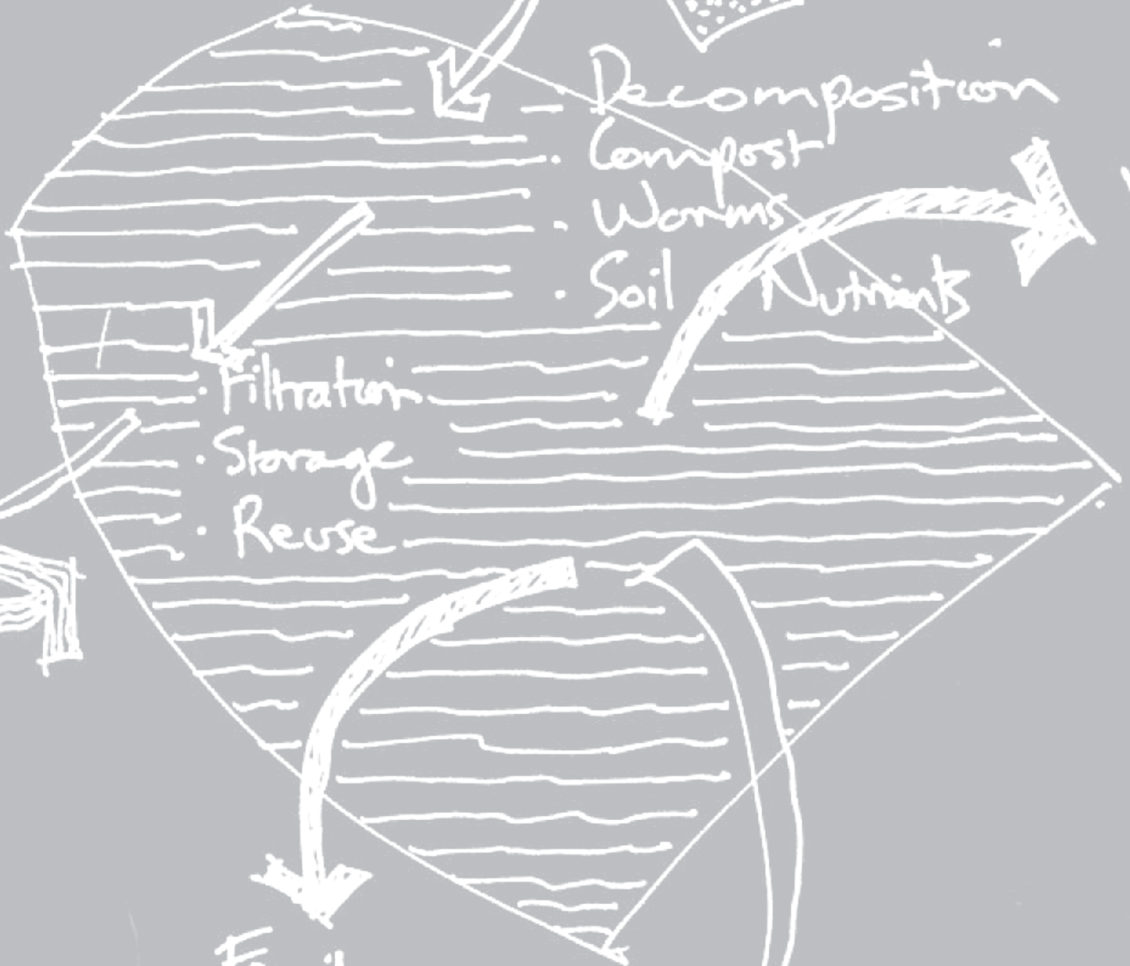 - Decomposition
· Compost
· Worms
· Soil Nutrients
· Filtration
· Storage
· Reuse